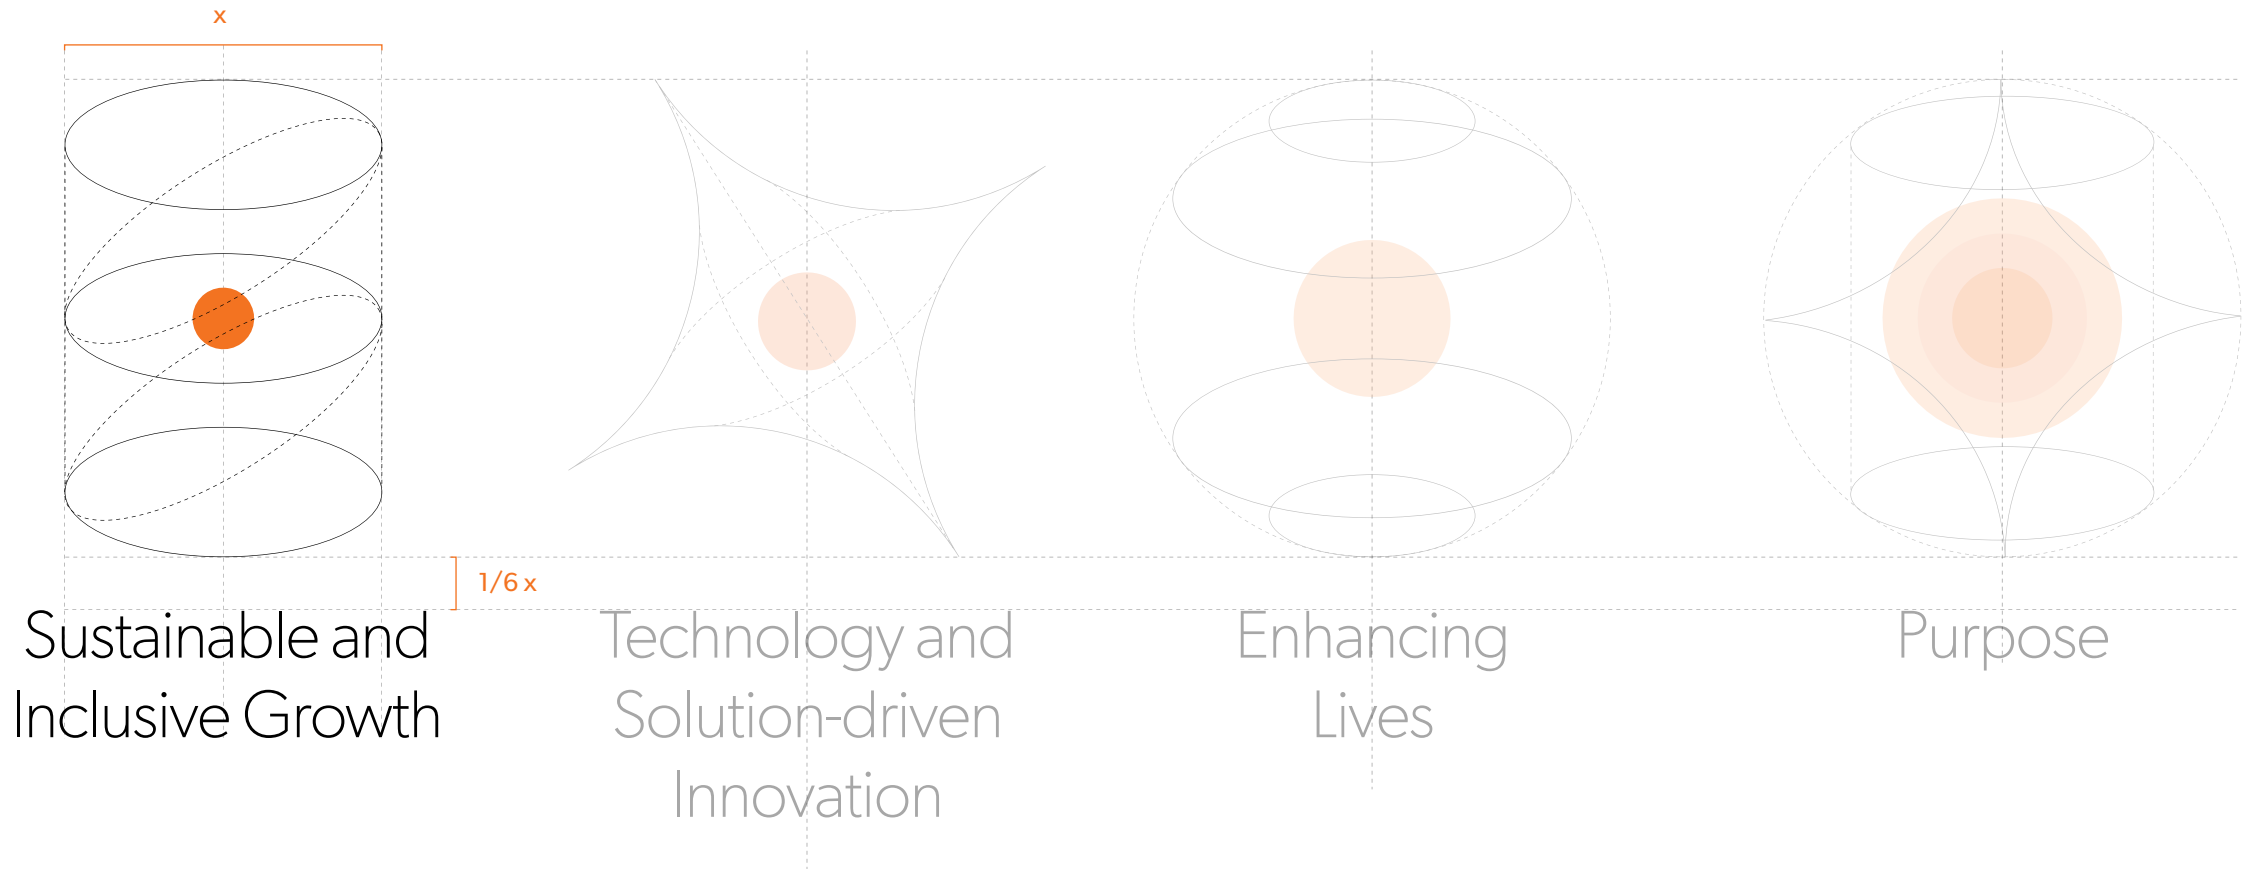 x
1/6 x
Sustainable and
Inclusive Growth
Technology and
Solution-driven
Innovation
Enhancing
Lives
Purpose